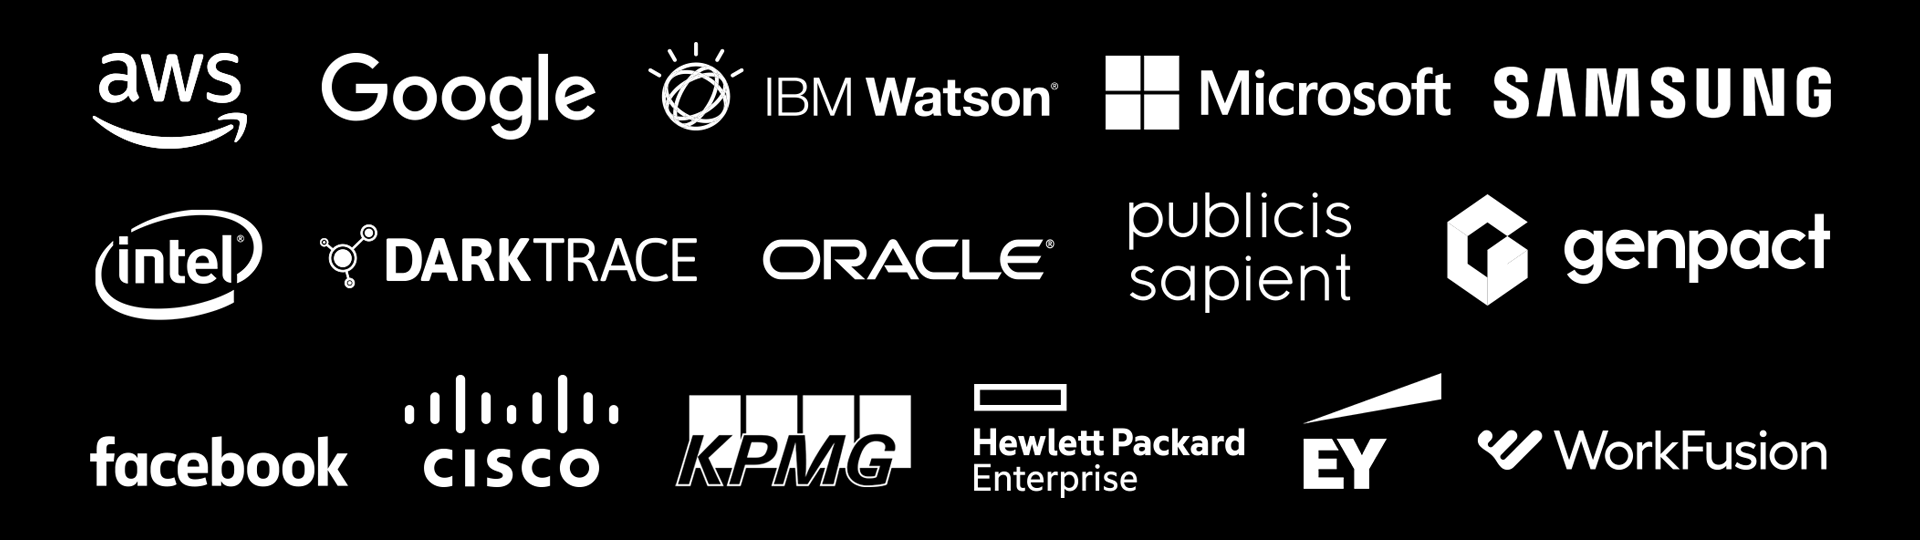 aws
Google
IBM Watson®
Microsoft
SAMSUNG
intel®
DARKTRACE
ORACLE®
publicis
sapient
genpact
facebook
CISCO
KPMG
Hewlett Packard
Enterprise
EY
WorkFusion